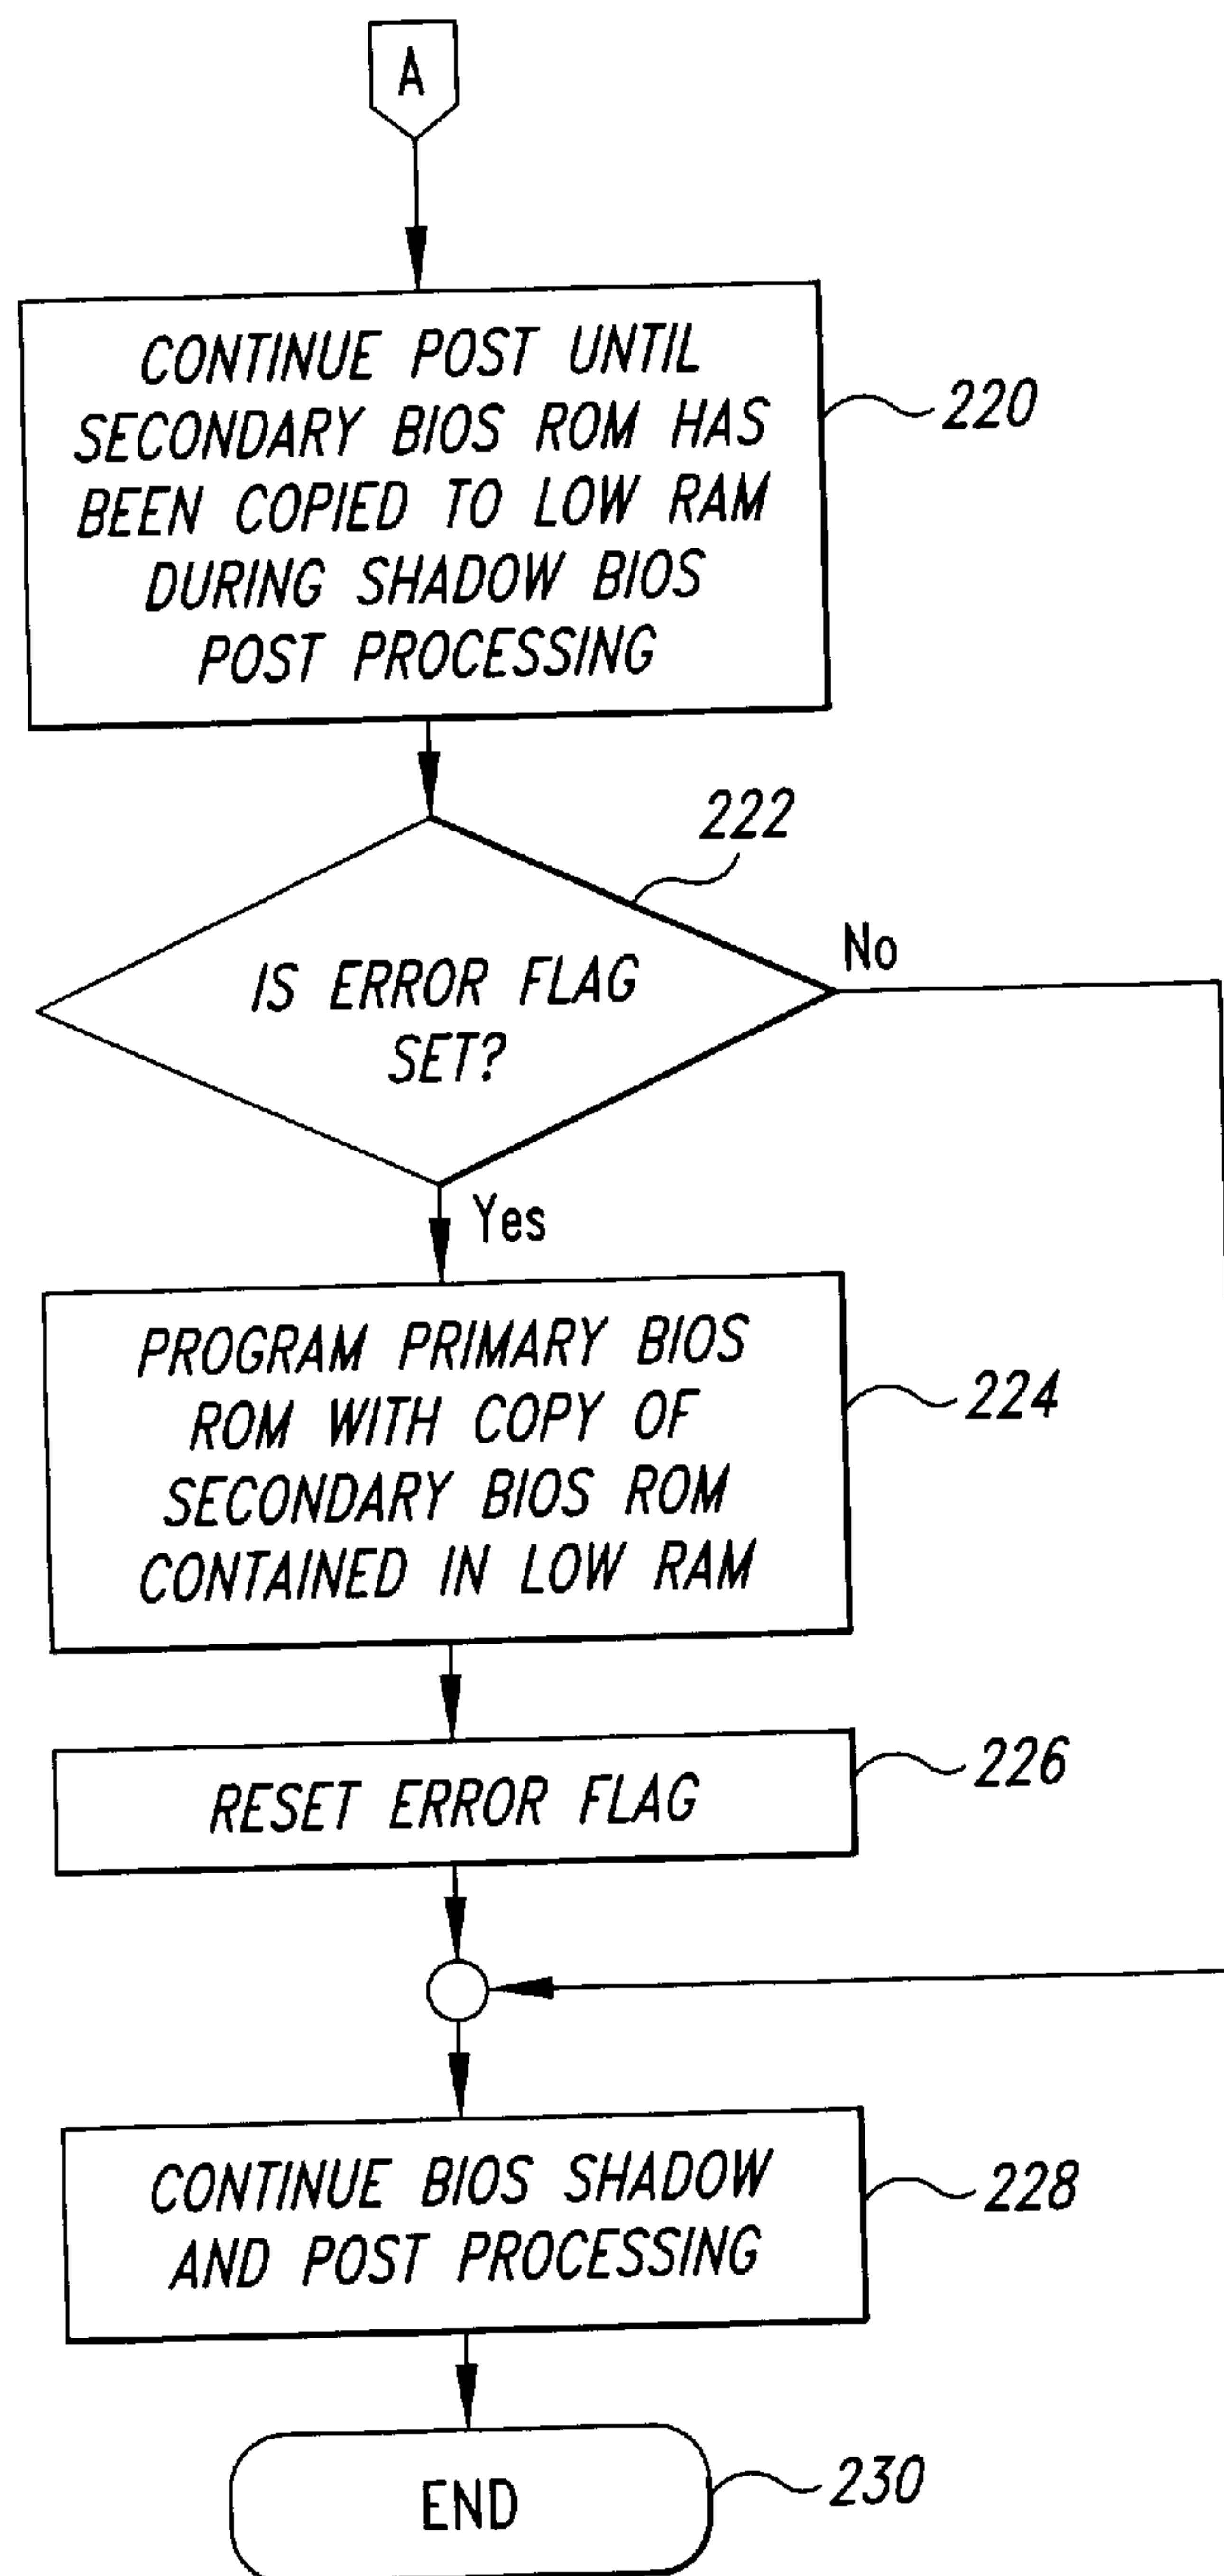 A
CONTINUE POST UNTIL
SECONDARY BIOS ROM HAS
BEEN COPIED TO LOW RAM
DURING SHADOW BIOS
POST PROCESSING
220
222
IS ERROR FLAG
SET?
No
Yes
PROGRAM PRIMARY BIOS
ROM WITH COPY OF
SECONDARY BIOS ROM
CONTAINED IN LOW RAM
224
RESET ERROR FLAG
226
CONTINUE BIOS SHADOW
AND POST PROCESSING
228
END
230